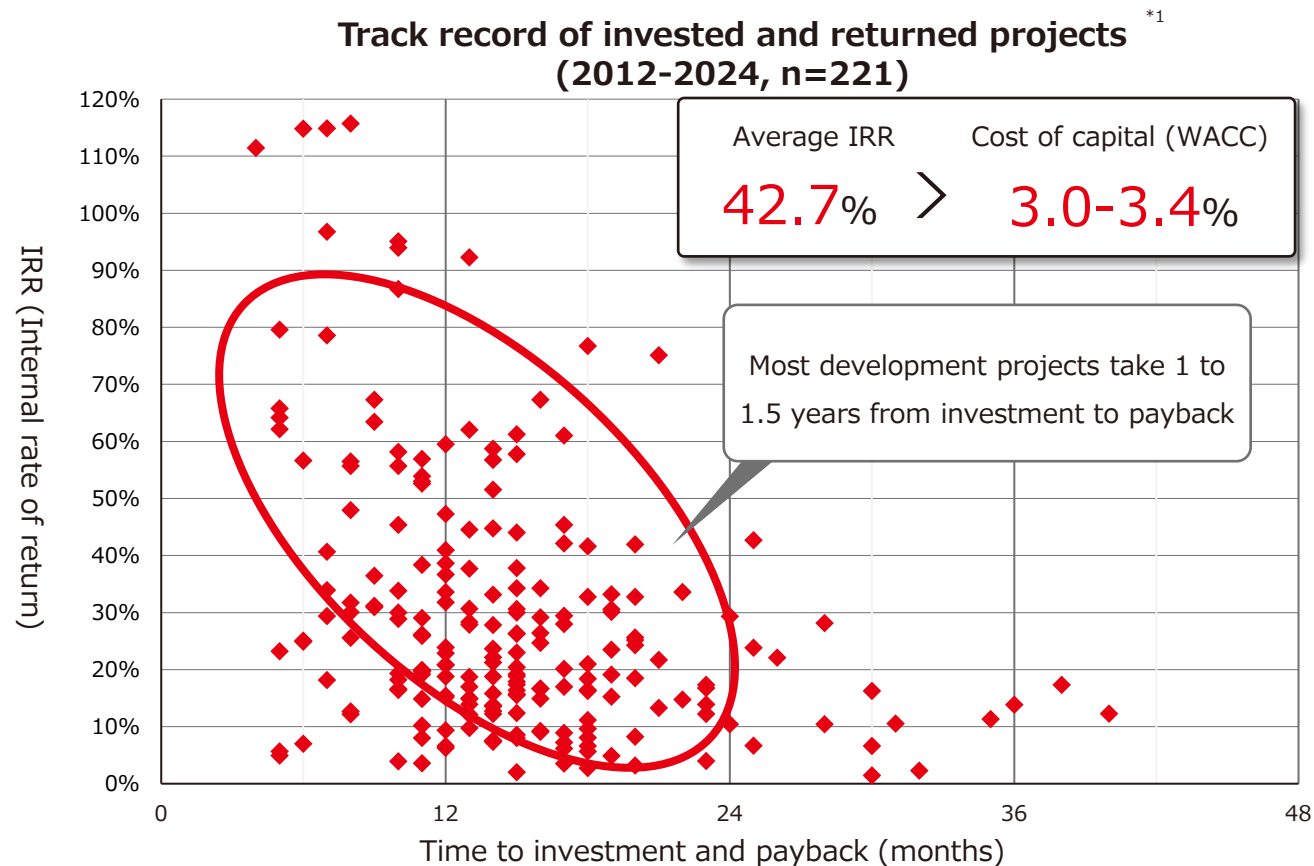 Track record of invested and returned projects *1
(2012-2024, n=221)
120%
110%
100%
90%
80%
70%
60%
50%
40%
30%
20%
10%
0%
IRR (Internal rate of return)
Average IRR
Cost of capital (WACC)
42.7% > 3.0-3.4%
Most development projects take 1 to
1.5 years from investment to payback
0
12
24
36
48
Time to investment and payback (months)